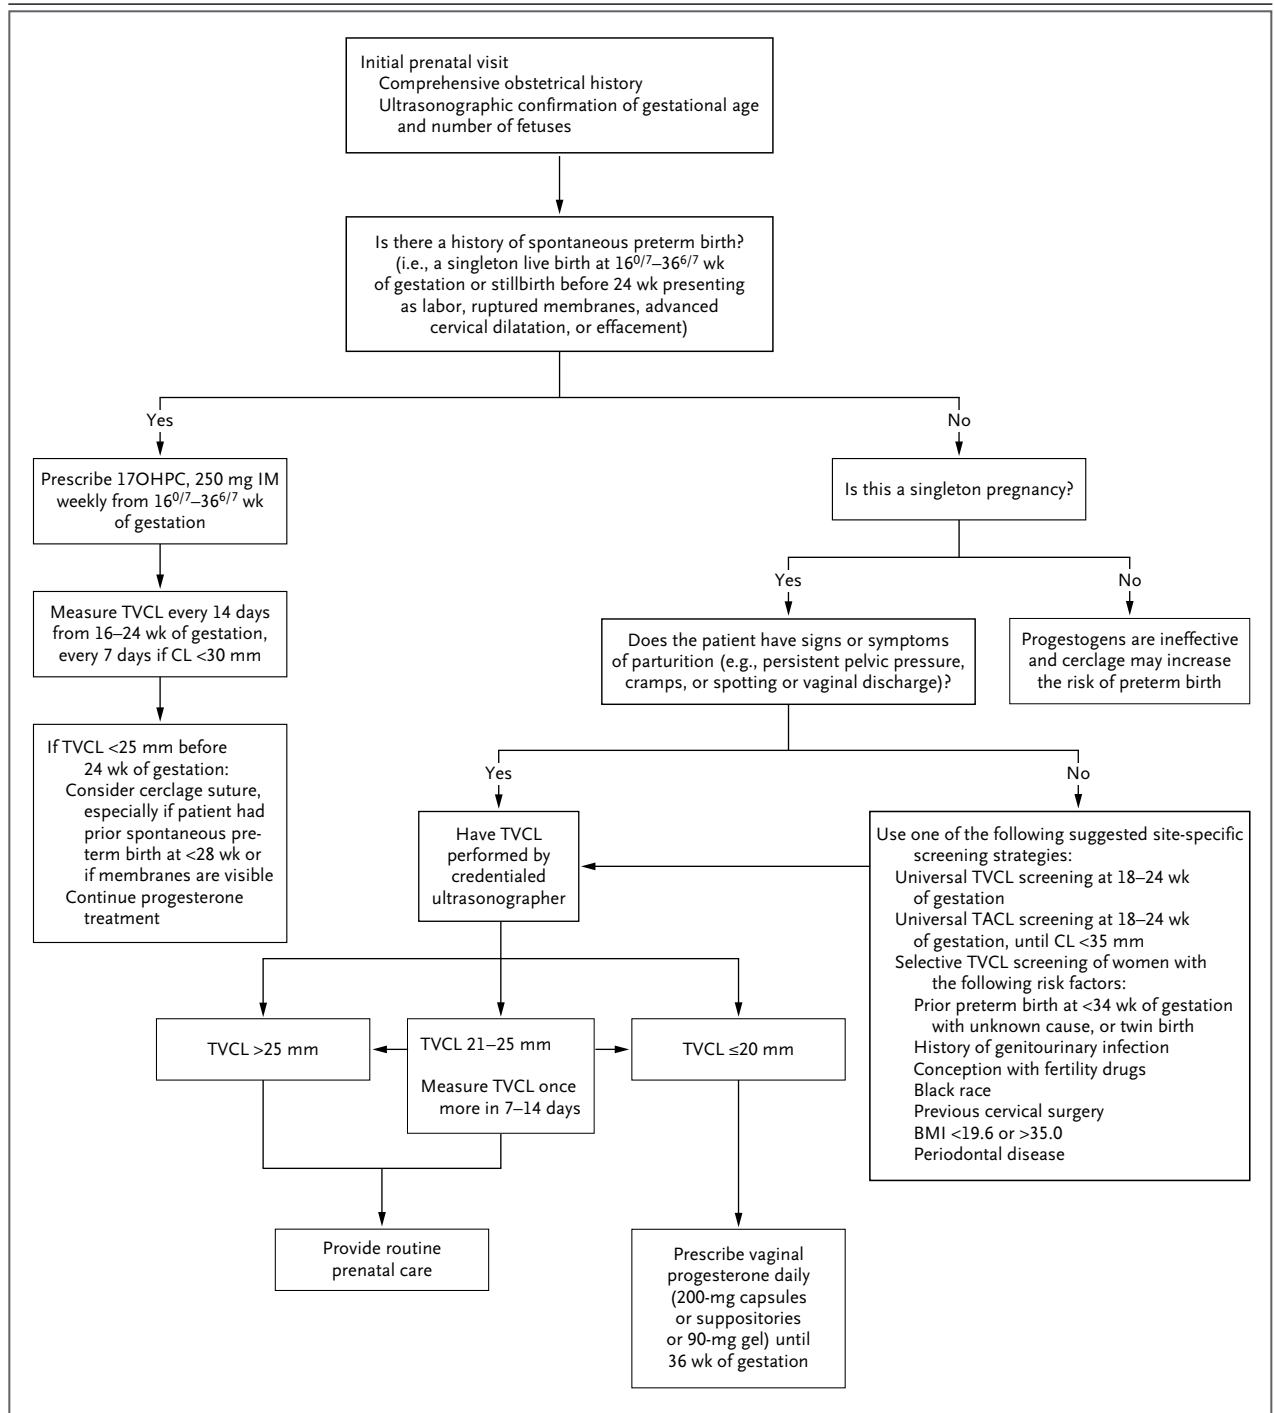 Initial prenatal visit
Comprehensive obstetrical history
Ultrasonographic confirmation of gestational age
and number of fetuses
Is there a history of spontaneous preterm birth?
(i.e., a singleton live birth at 16⁰/⁷–36⁶/⁷ wk
of gestation or stillbirth before 24 wk presenting
as labor, ruptured membranes, advanced
cervical dilatation, or effacement)
Yes
No
Prescribe 17OHPC, 250 mg IM
weekly from 16⁰/⁷–36⁶/⁷ wk
of gestation
Is this a singleton pregnancy?
Yes
No
Measure TVCL every 14 days
from 16–24 wk of gestation,
every 7 days if CL <30 mm
Does the patient have signs or symptoms
of parturition (e.g., persistent pelvic pressure,
cramps, or spotting or vaginal discharge)?
Progestogens are ineffective
and cerclage may increase
the risk of preterm birth
If TVCL <25 mm before
24 wk of gestation:
Consider cerclage suture,
especially if patient had
prior spontaneous pre-
term birth at <28 wk or
if membranes are visible
Continue progesterone
treatment
Yes
No
Have TVCL
performed by
credentialed
ultrasonographer
Use one of the following suggested site-specific
screening strategies:
Universal TVCL screening at 18–24 wk
of gestation
Universal TACL screening at 18–24 wk
of gestation, until CL <35 mm
Selective TVCL screening of women with
the following risk factors:
Prior preterm birth at <34 wk of gestation
with unknown cause, or twin birth
History of genitourinary infection
Conception with fertility drugs
Black race
Previous cervical surgery
BMI <19.6 or >35.0
Periodontal disease
TVCL >25 mm
TVCL 21–25 mm
Measure TVCL once
more in 7–14 days
TVCL ≤20 mm
Provide routine
prenatal care
Prescribe vaginal
progesterone daily
(200-mg capsules
or suppositories
or 90-mg gel) until
36 wk of gestation